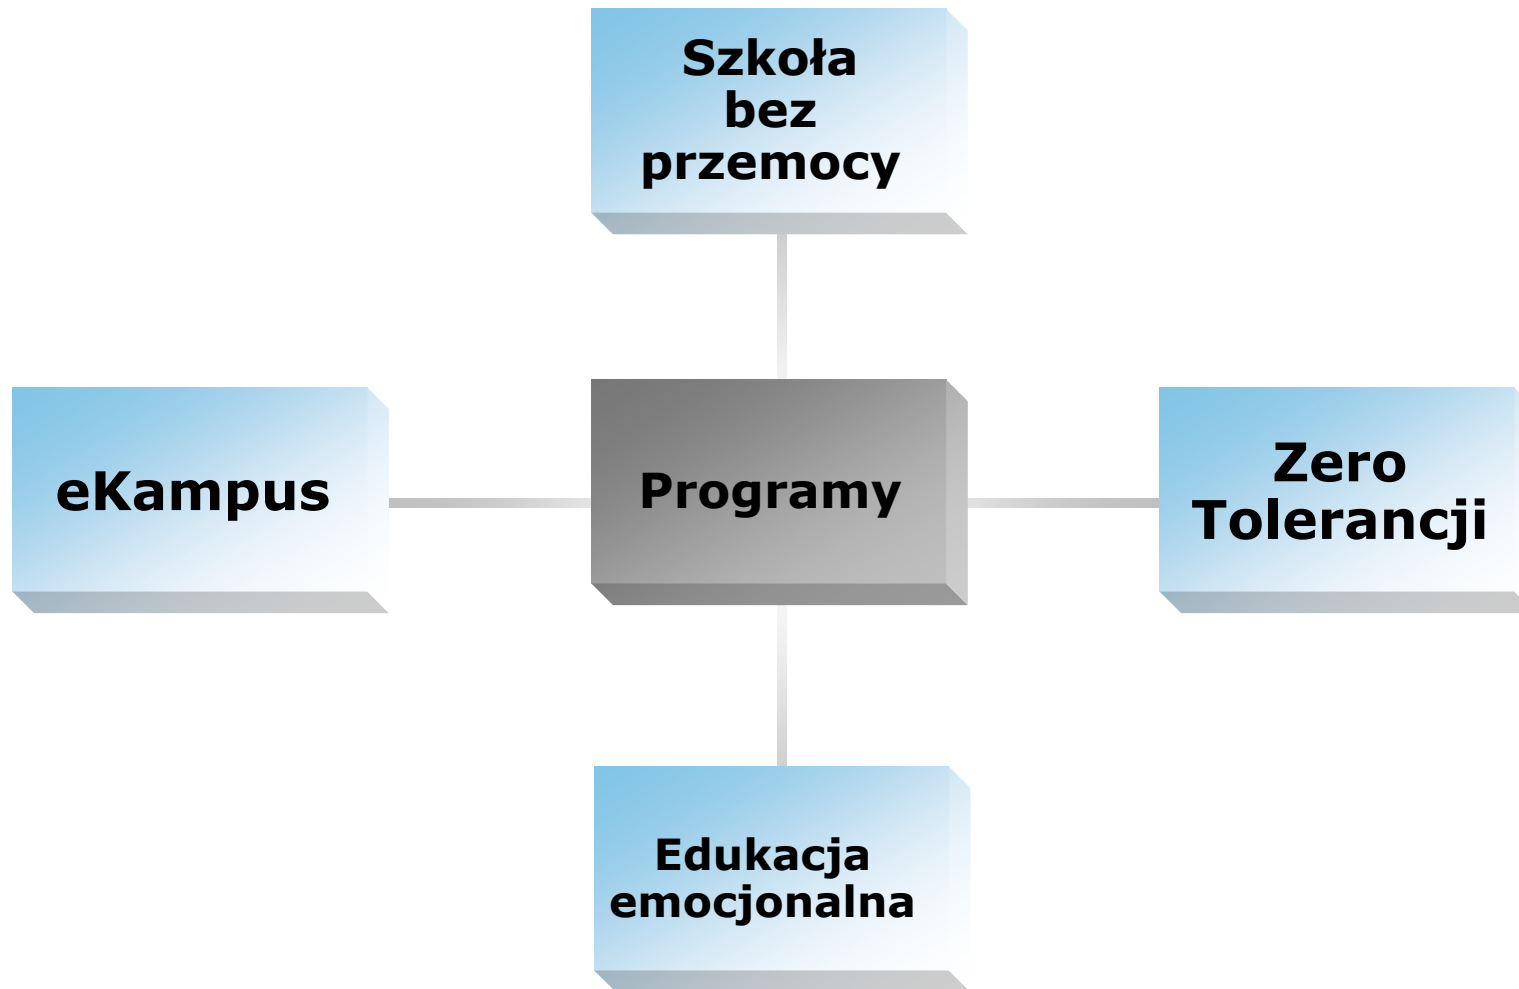 Szkoła
bez
przemocy
eKampus
Programy
Zero
Tolerancji
Edukacja
emocjonalna